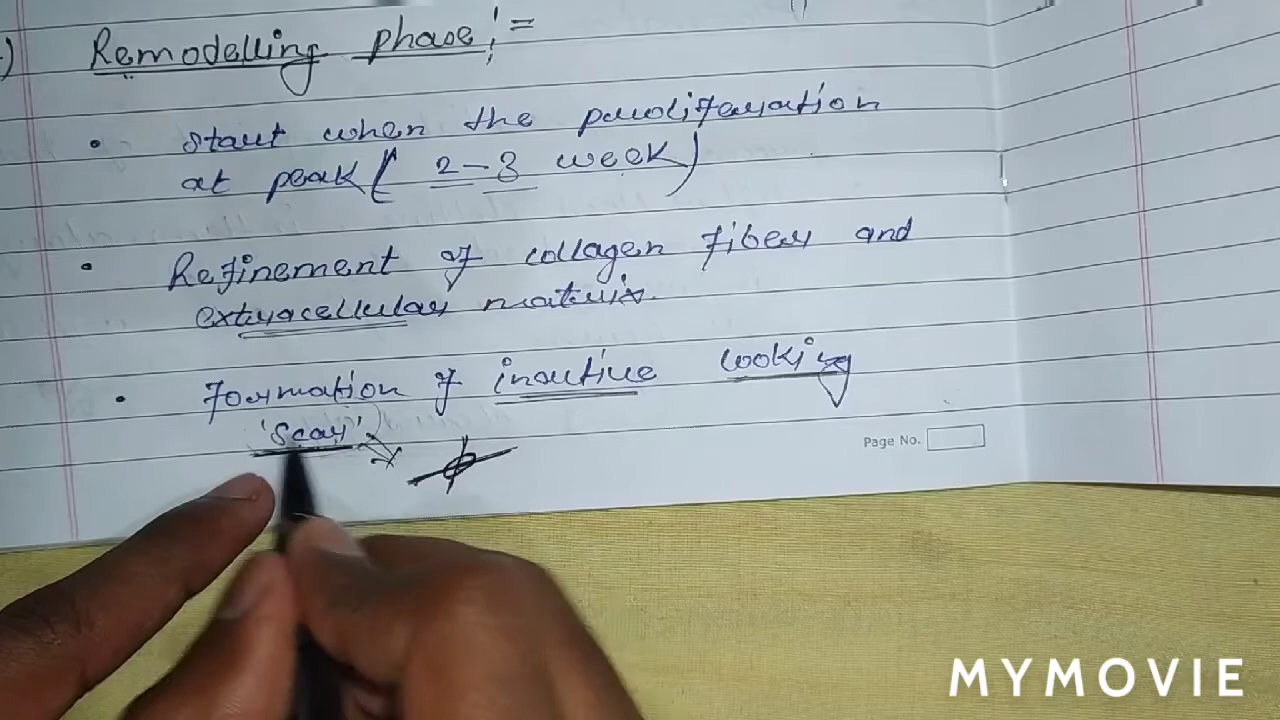 ) Remodelling phase:=
• Start when the proliferation
at peak ( 2-3 week)
• Refinement of collagen fiber and
extracellular matrix.
• Formation of inactive looking
'Scar'
Page No.
MYMOVIE